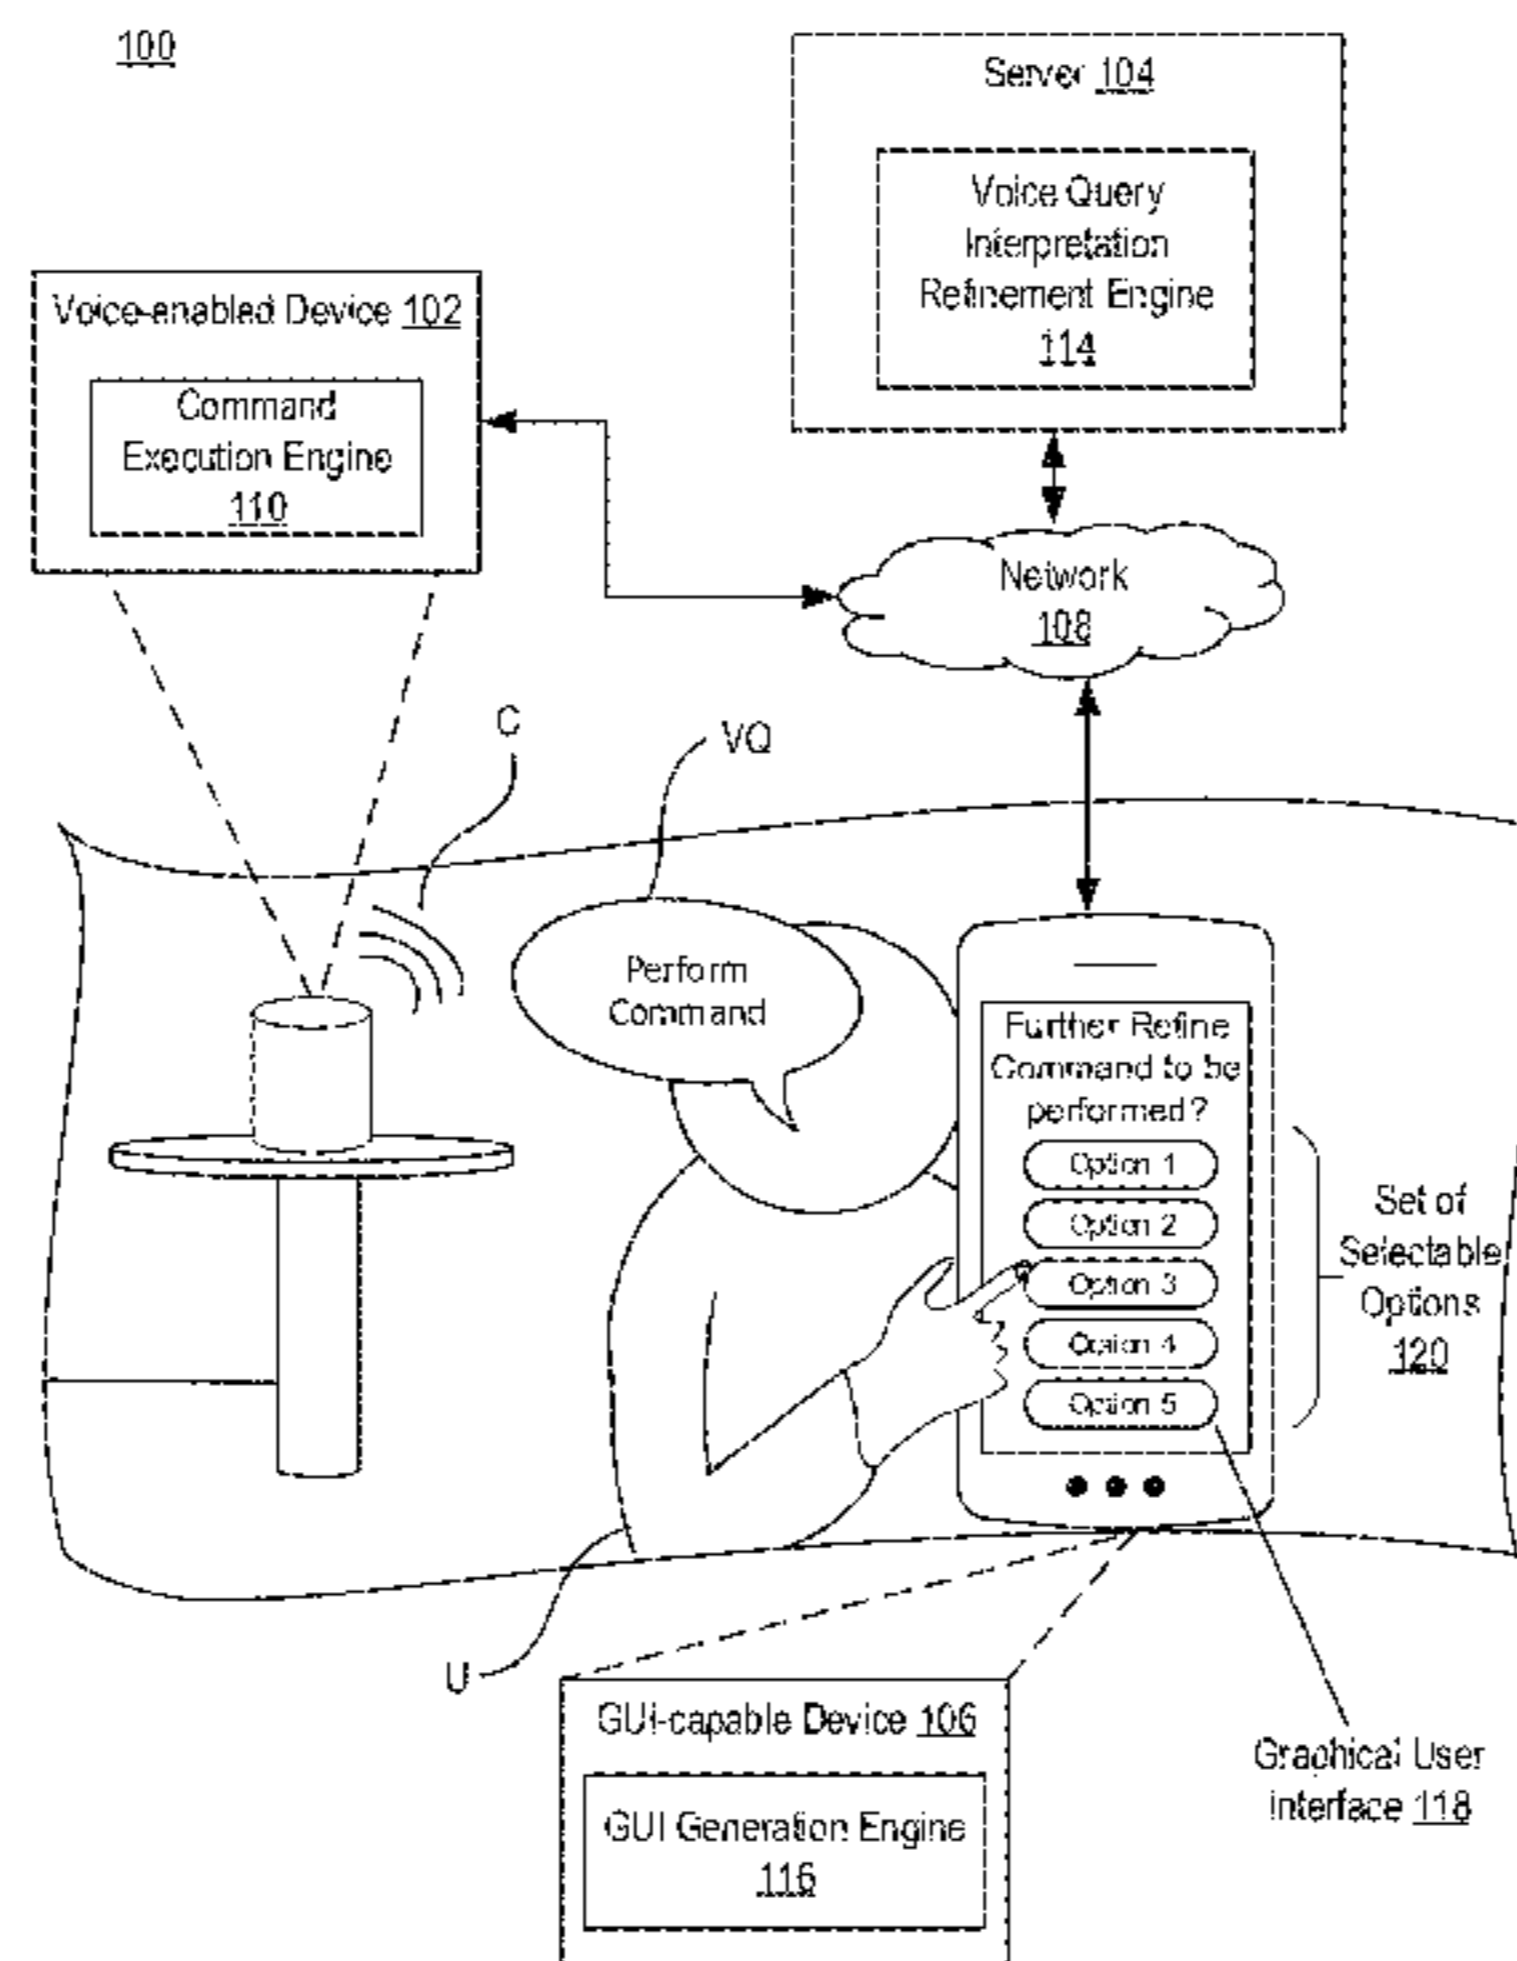 100
Server 104
Voice Query
Interpretation
Refinement Engine
114
Voice-enabled Device 102
Command
Execution Engine
110
Network
108
C
VQ
Perform
Command
Further Refine
Command to be
performed?
Option 1
Option 2
Option 3
Option 4
Option 5
Set of
Selectable
Options
120
U
GUI-capable Device 106
GUI Generation Engine
116
Graphical User
Interface 118